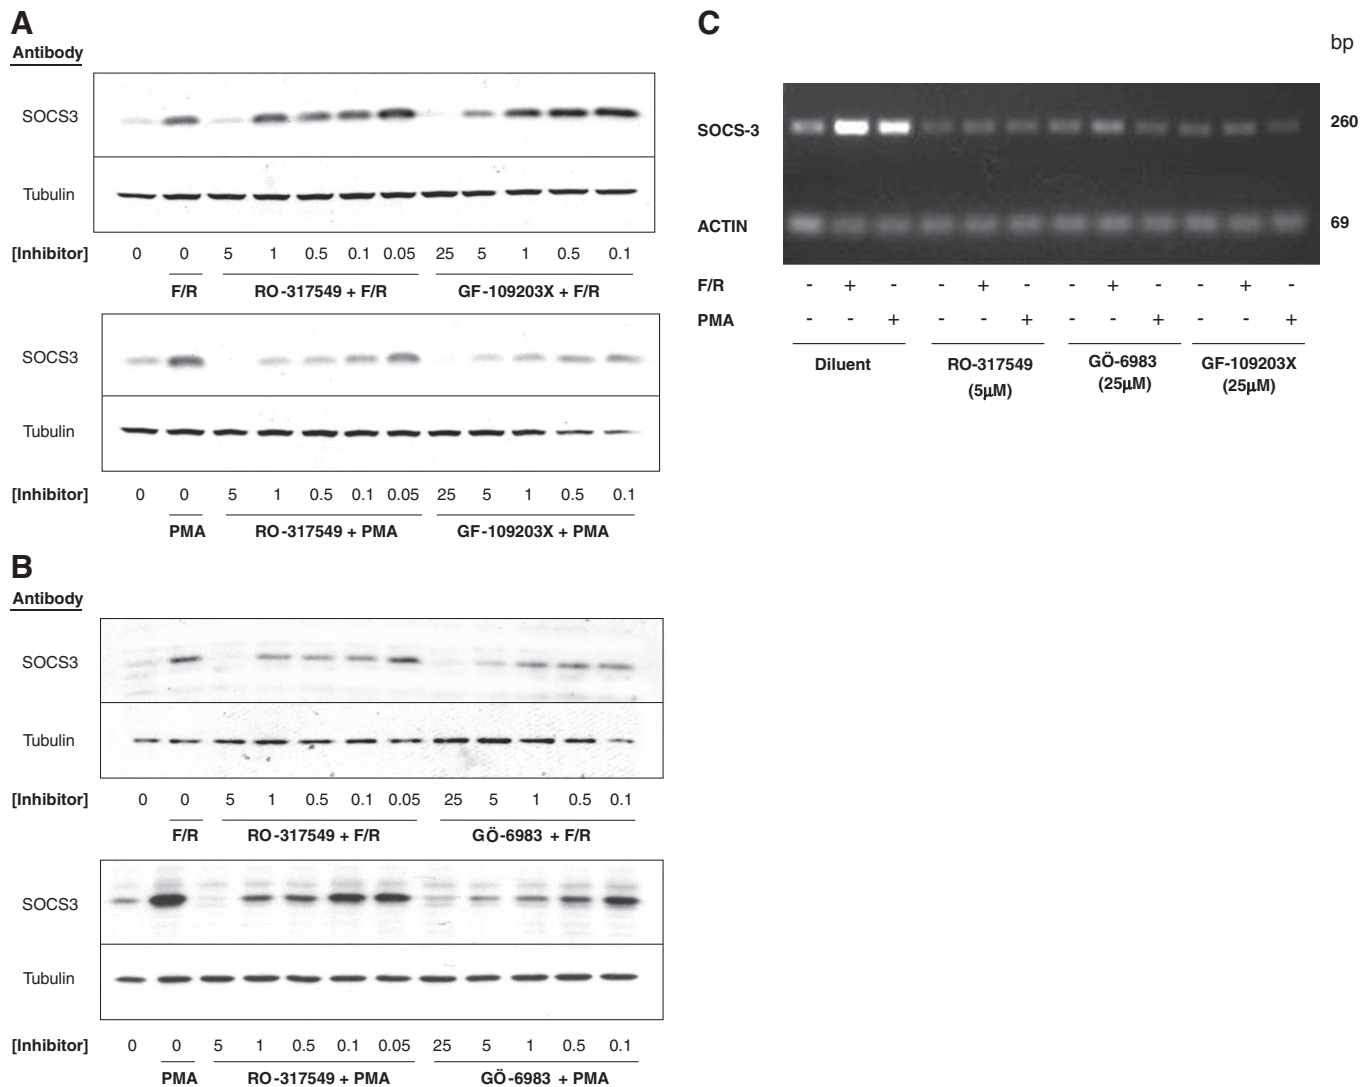 A
Antibody
SOCS3
Tubulin
[Inhibitor] 0 0 5 1 0.5 0.1 0.05 25 5 1 0.5 0.1
F/R RO-317549 + F/R GF-109203X + F/R
SOCS3
Tubulin
[Inhibitor] 0 0 5 1 0.5 0.1 0.05 25 5 1 0.5 0.1
PMA RO-317549 + PMA GF-109203X + PMA
B
Antibody
SOCS3
Tubulin
[Inhibitor] 0 0 5 1 0.5 0.1 0.05 25 5 1 0.5 0.1
F/R RO-317549 + F/R GÖ-6983 + F/R
SOCS3
Tubulin
[Inhibitor] 0 0 5 1 0.5 0.1 0.05 25 5 1 0.5 0.1
PMA RO-317549 + PMA GÖ-6983 + PMA
C
bp
SOCS-3 260
ACTIN 69
F/R - + - - + - - + - - + -
PMA - - + - - + - - + - - +
Diluent RO-317549 GÖ-6983 GF-109203X
(5µM) (25µM) (25µM)